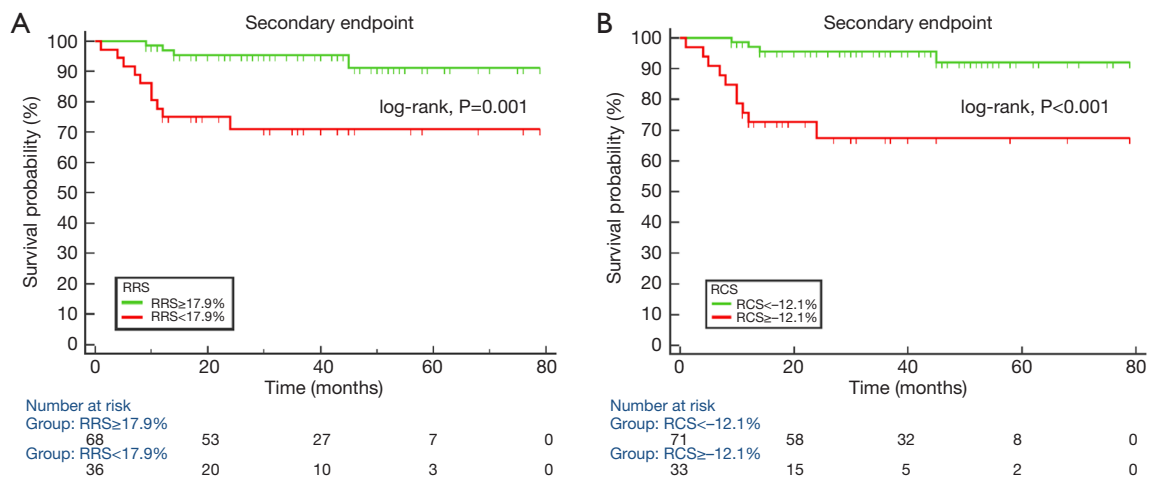 A
Secondary endpoint
100
90
80
70
60
50
40
30
20
10
0
Survival probability (%)
log-rank, P=0.001
RRS
RRS≥17.9%
RRS<17.9%
0 20 40 60 80
Time (months)
Number at risk
Group: RRS≥17.9%
68 53 27 7 0
Group: RRS<17.9%
36 20 10 3 0
B
Secondary endpoint
100
90
80
70
60
50
40
30
20
10
0
Survival probability (%)
log-rank, P<0.001
RCS
RCS<–12.1%
RCS≥–12.1%
0 20 40 60 80
Time (months)
Number at risk
Group: RCS<–12.1%
71 58 32 8 0
Group: RCS≥–12.1%
33 15 5 2 0